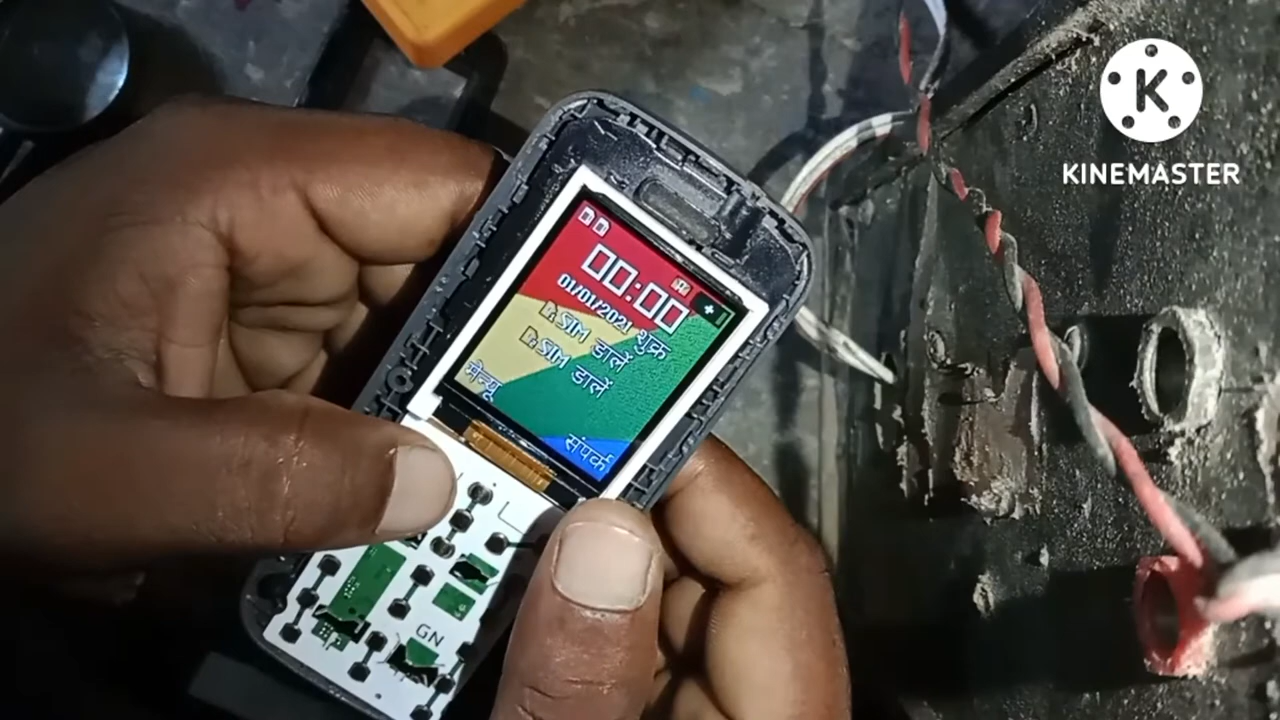 K
KINEMASTER
00:00
01/01/2021 शुक्र
SIM डालें
SIM डालें
मेन्यू
संपर्क
GN